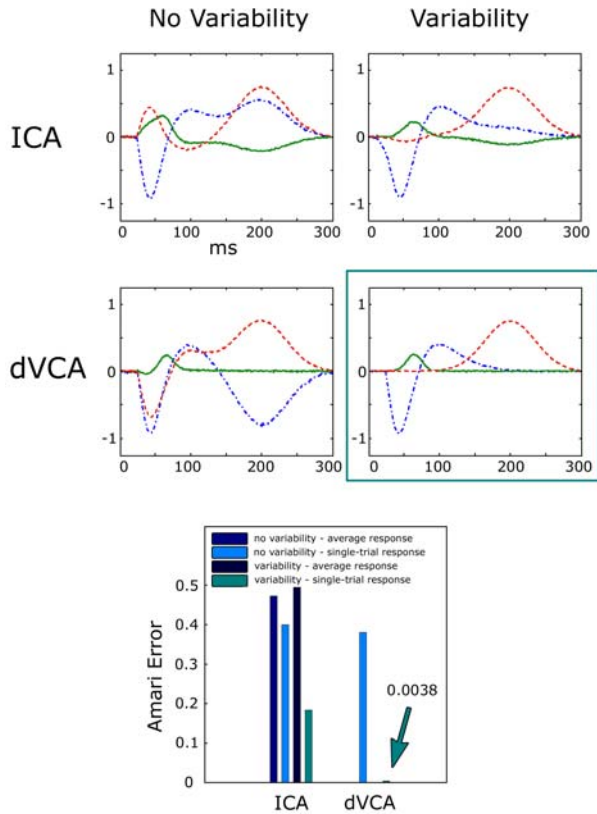 No Variability Variability
ICA
1
0
-1
0 100 200 300
ms
1
0
-1
0 100 200 300
dVCA
1
0
-1
0 100 200 300
1
0
-1
0 100 200 300
no variability - average response
no variability - single-trial response
variability - average response
variability - single-trial response
Amari Error
0.5
0.4
0.3
0.2
0.1
0
0.0038
ICA dVCA